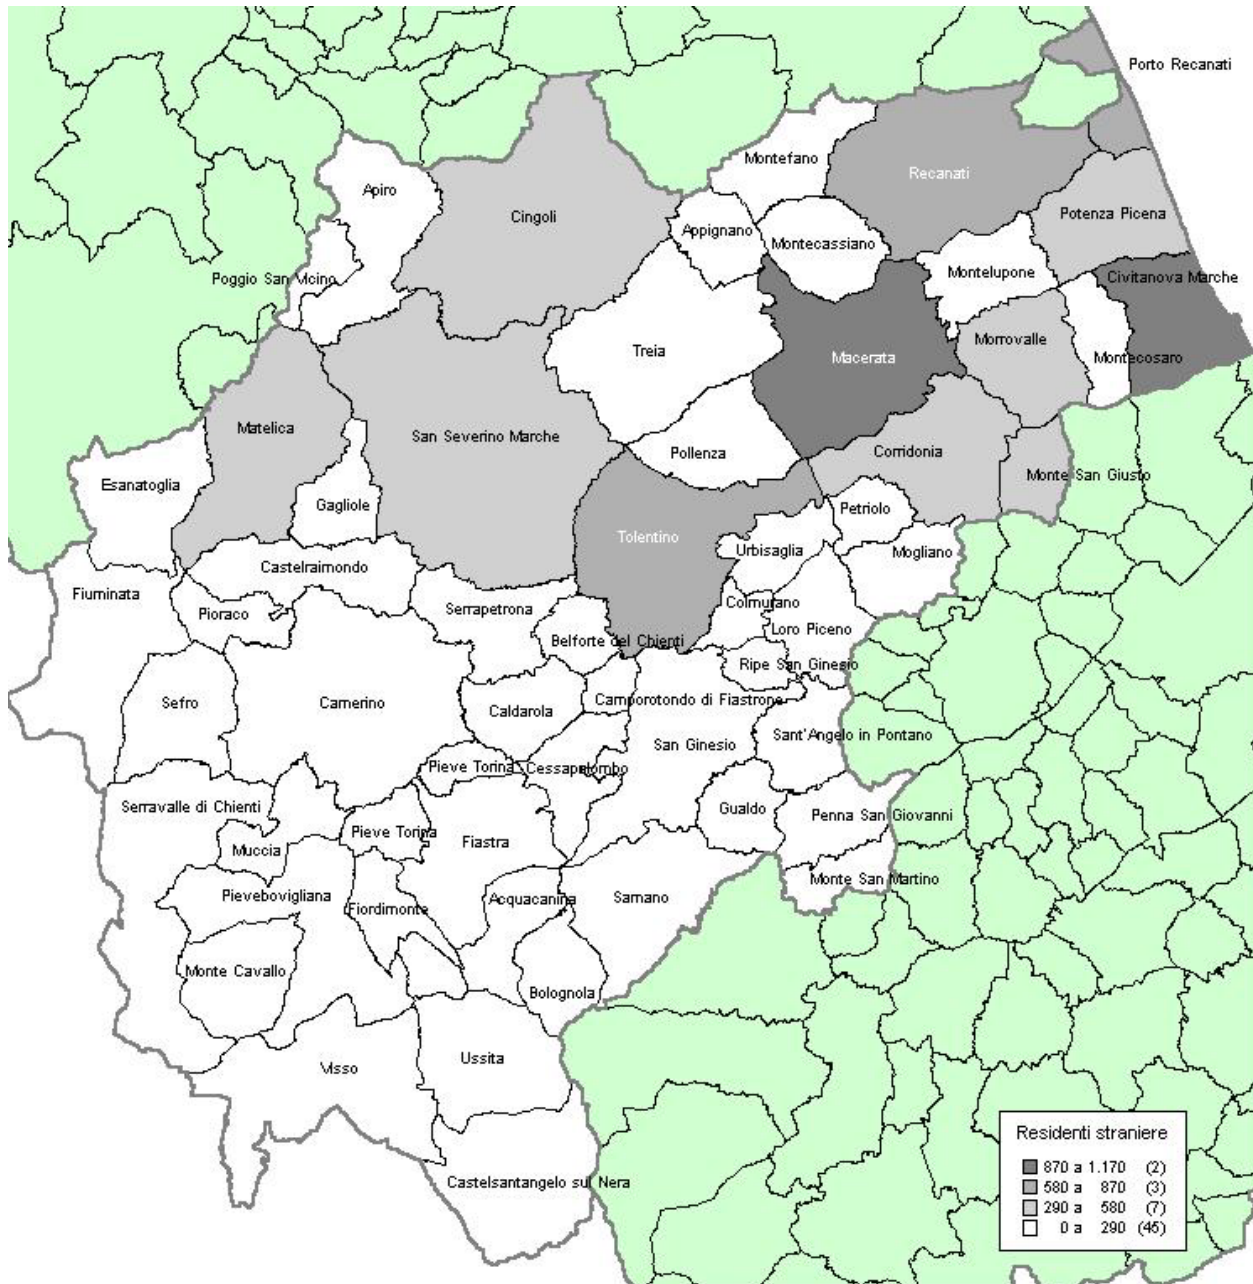 Porto Recanati
Montefano
Recanati
Apiro
Cingoli
Potenza Picena
Appignano
Montecassiano
Poggio San Vicino
Montelupone
Civitanova Marche
Treia
Macerata
Morrovalle
Montecosaro
Matelica
San Severino Marche
Pollenza
Corridonia
Esanatoglia
Monte San Giusto
Gagliole
Petriolo
Tolentino
Urbisaglia
Mogliano
Castelraimondo
Fiuminata
Pioraco
Serrapetrona
Colmurano
Belforte del Chienti
Loro Piceno
Ripe San Ginesio
Sefro
Camerino
Caldarola
Camporotondo di Fiastrone
San Ginesio
Sant'Angelo in Pontano
Pieve Torina
Cessapalombo
Serravalle di Chienti
Gualdo
Penna San Giovanni
Pieve Torina
Fiastra
Muccia
Monte San Martino
Pievebovigliana
Fiordimonte
Acquacanina
Sarnano
Monte Cavallo
Bolognola
Visso
Ussita
Castelsantangelo sul Nera
Residenti straniere
870 a 1.170 (2)
580 a 870 (3)
290 a 580 (7)
0 a 290 (45)